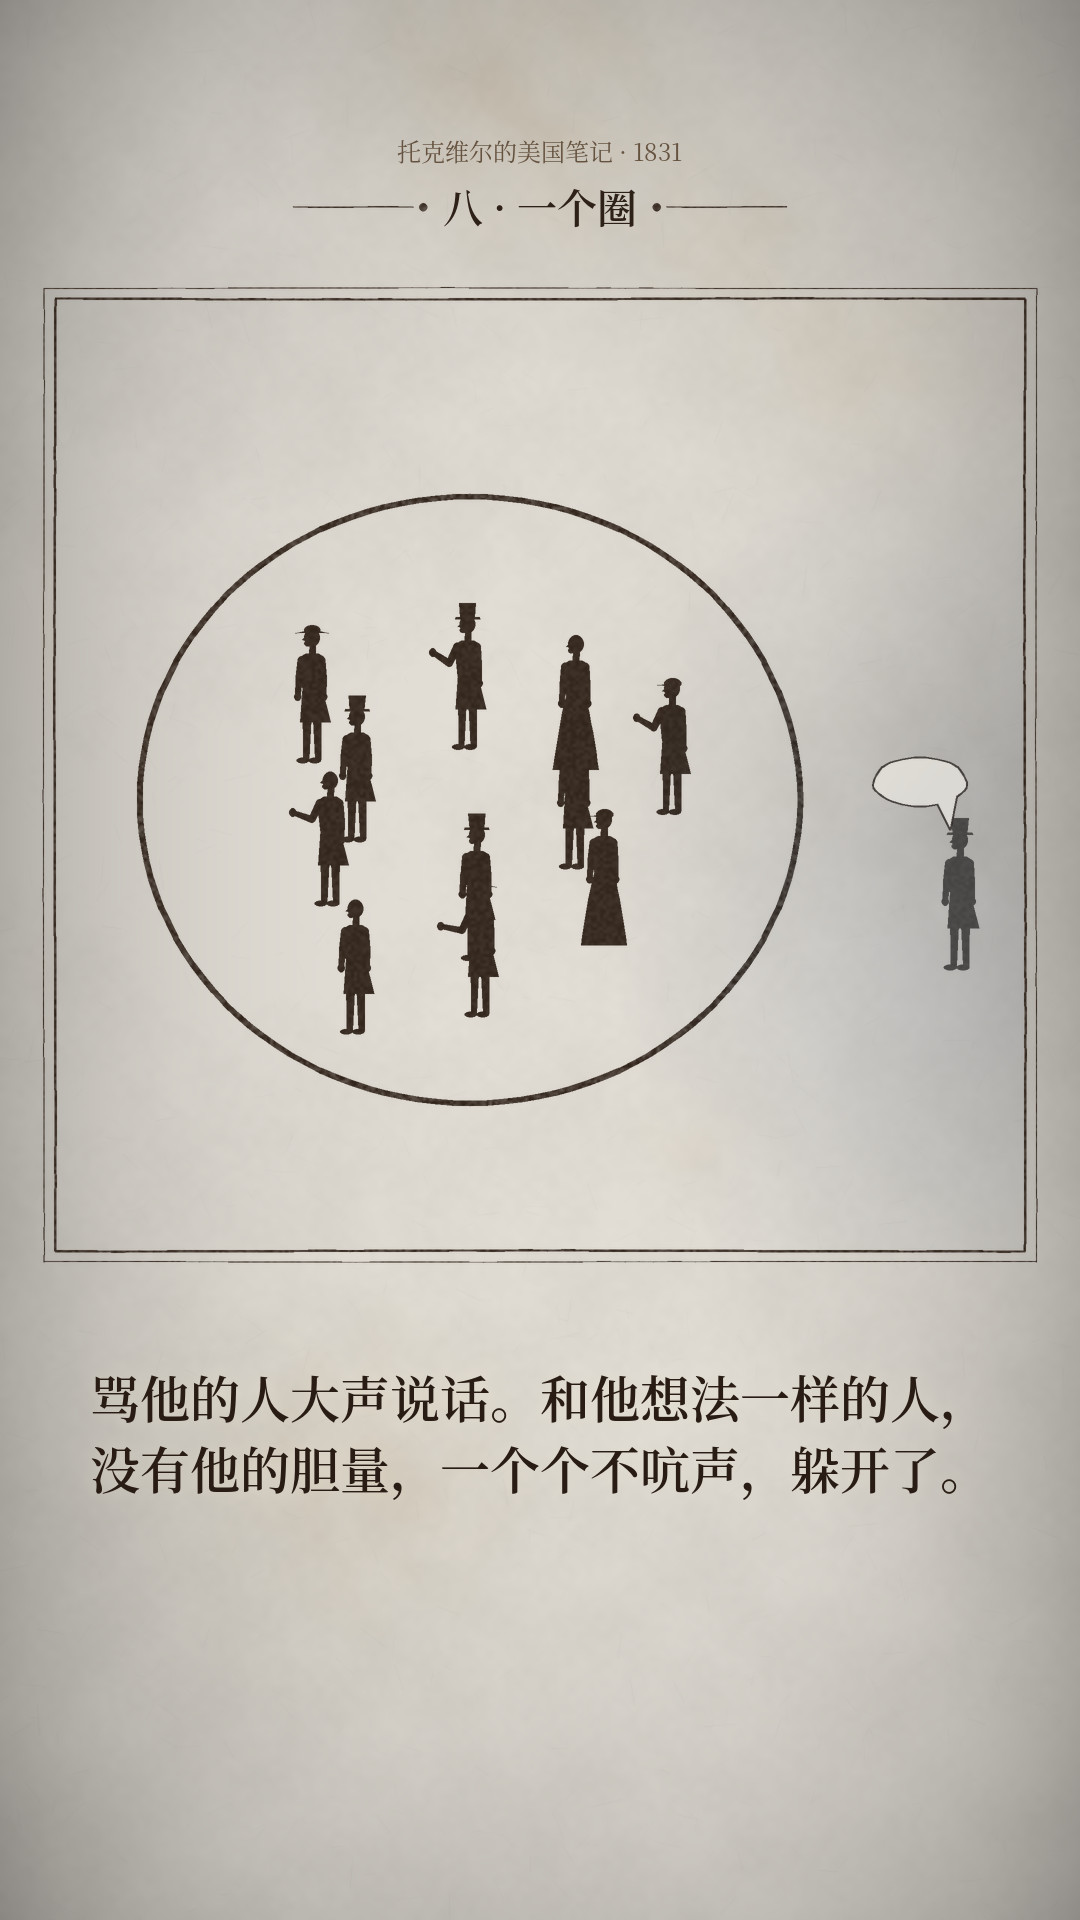 托克维尔的美国笔记 · 1831
八 · 一个圈
骂他的人大声说话。和他想法一样的人，
没有他的胆量，一个个不吭声，躲开了。